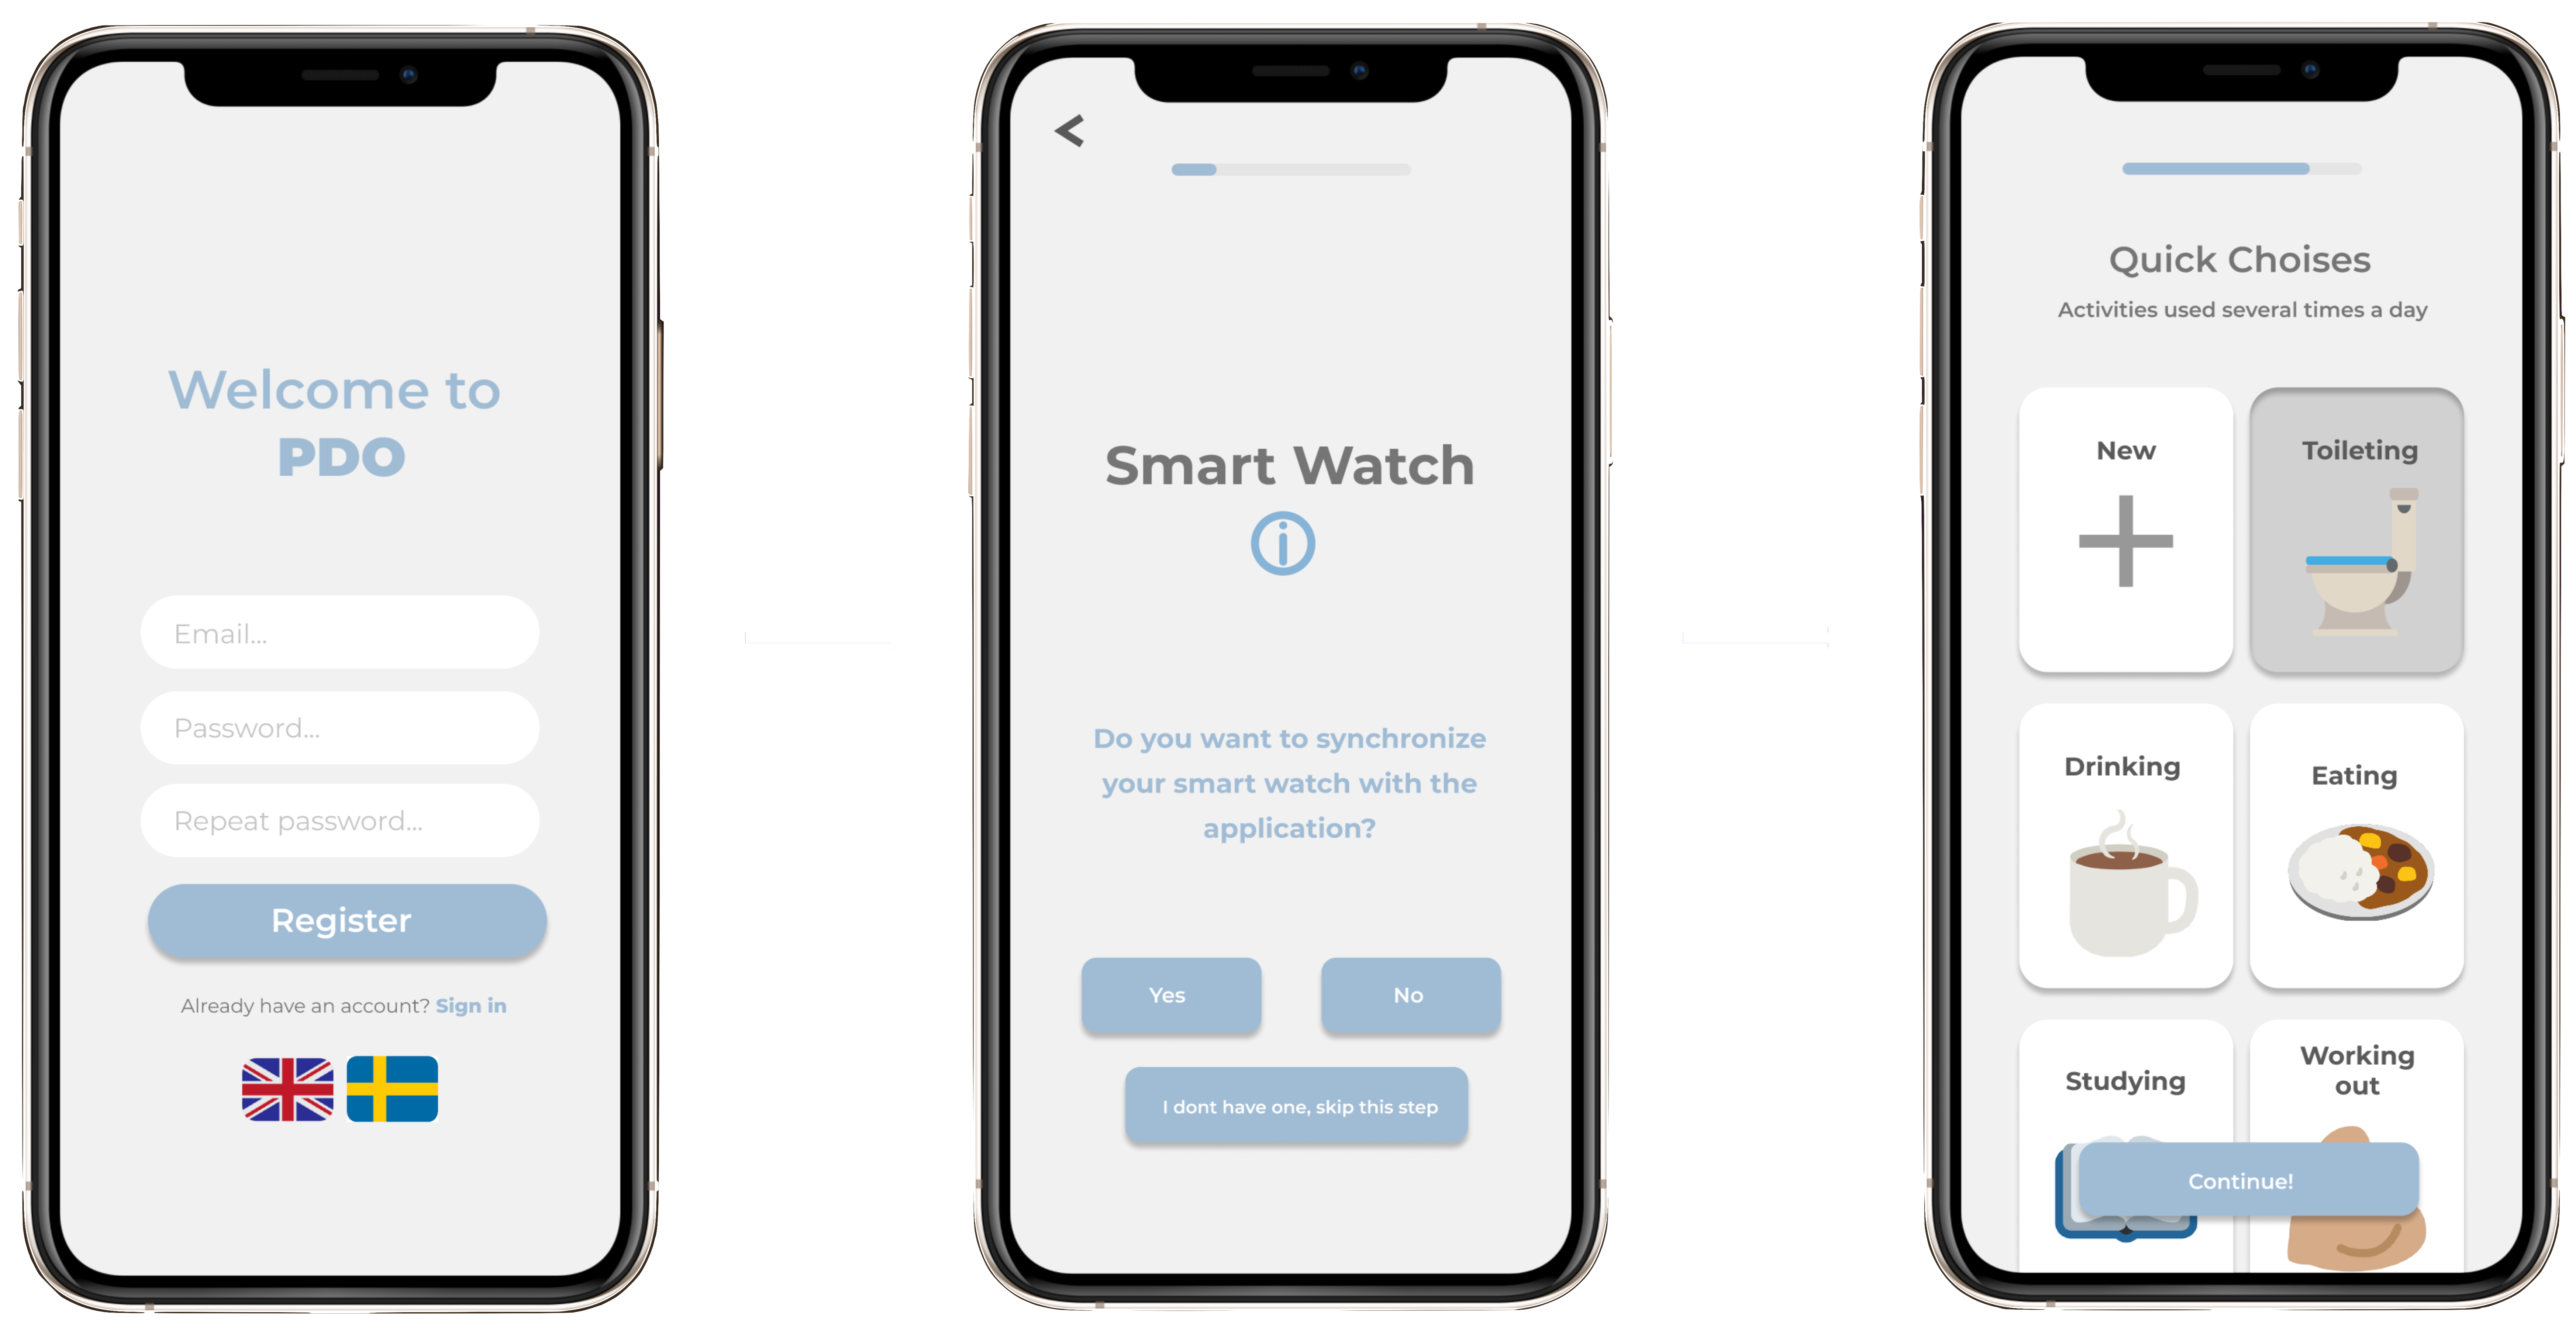 Welcome to
PDO
Email...
Password...
Repeat password...
Register
Already have an account? Sign in
Smart Watch
Do you want to synchronize
your smart watch with the
application?
Yes
No
I dont have one, skip this step
Quick Choises
Activities used several times a day
New
Toileting
Drinking
Eating
Studying
Working
out
Continue!